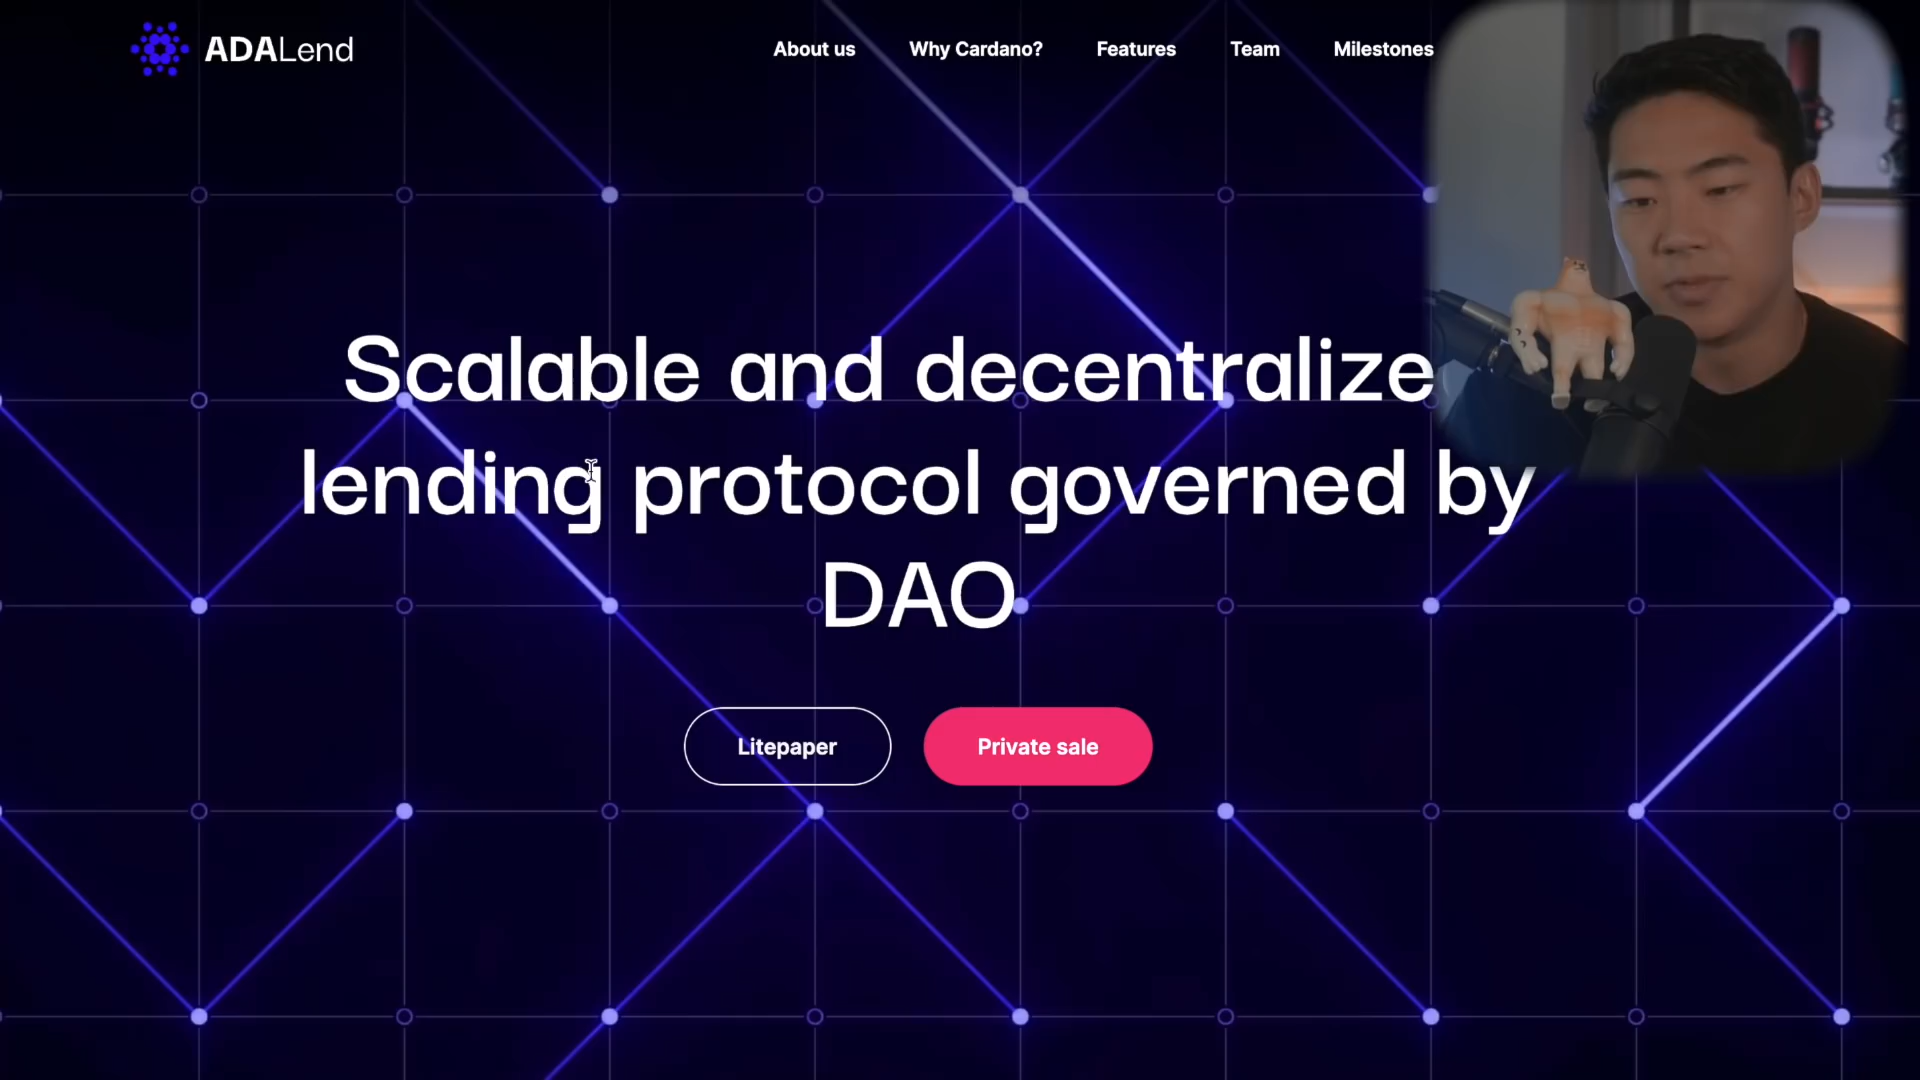 ADALend
About us
Why Cardano?
Features
Team
Milestones
Scalable and decentralize
lending protocol governed by
DAO
Litepaper
Private sale